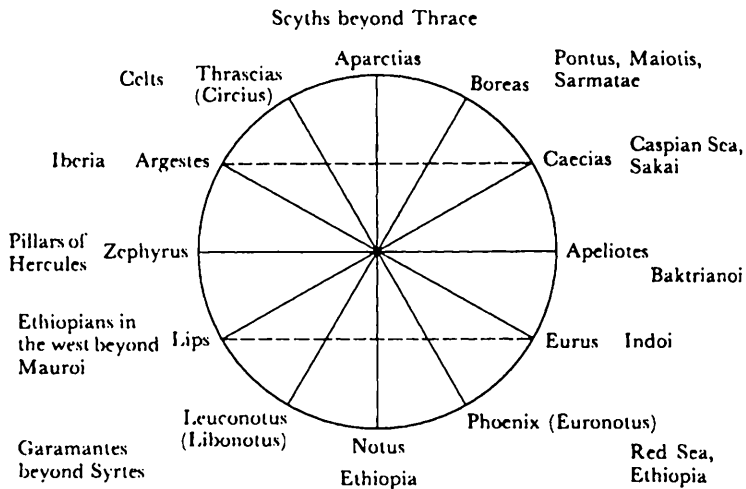 Scyths beyond Thrace
Aparctias
Celts
Thrascias
(Circius)
Boreas
Pontus, Maiotis,
Sarmatae
Iberia
Argestes
Caecias
Caspian Sea,
Sakai
Pillars of
Hercules
Zephyrus
Apeliotes
Baktrianoi
Ethiopians in
the west beyond
Mauroi
Lips
Eurus
Indoi
Leuconotus
(Libonotus)
Phoenix (Euronotus)
Notus
Garamantes
beyond Syrtes
Ethiopia
Red Sea,
Ethiopia